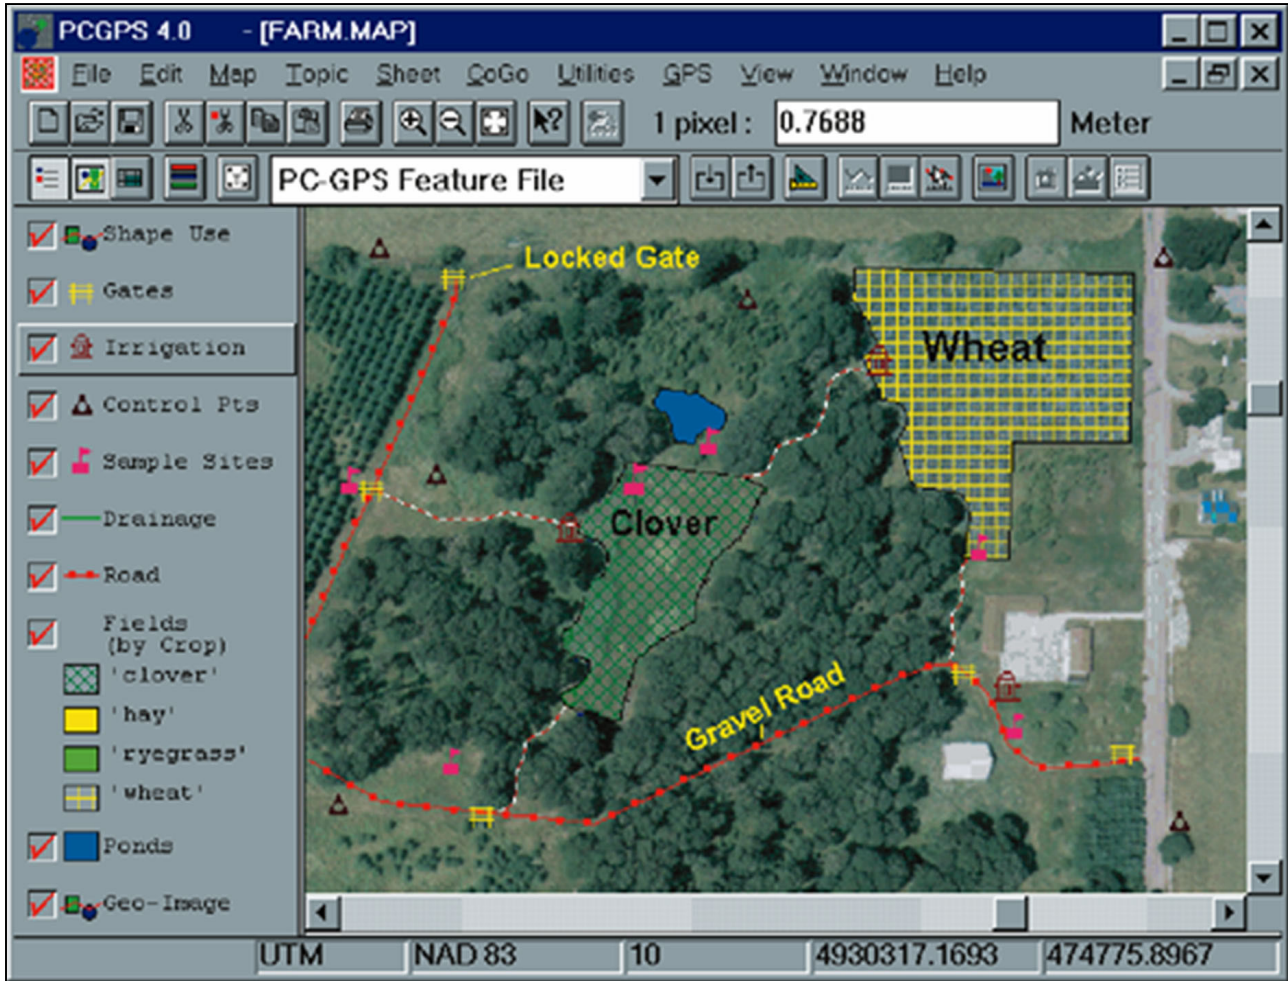 PCGPS 4.0 - [FARM.MAP]
File Edit Map Topic Sheet CoGo Utilities GPS View Window Help
1 pixel : 0.7688 Meter
PC-GPS Feature File
Shape Use
Gates
Irrigation
Control Pts
Sample Sites
Drainage
Road
Fields
(by Crop)
'clover'
'hay'
'ryegrass'
'wheat'
Ponds
Geo-Image
Locked Gate
Wheat
Clover
Gravel Road
UTM NAD 83 10 4930317.1693 474775.8967